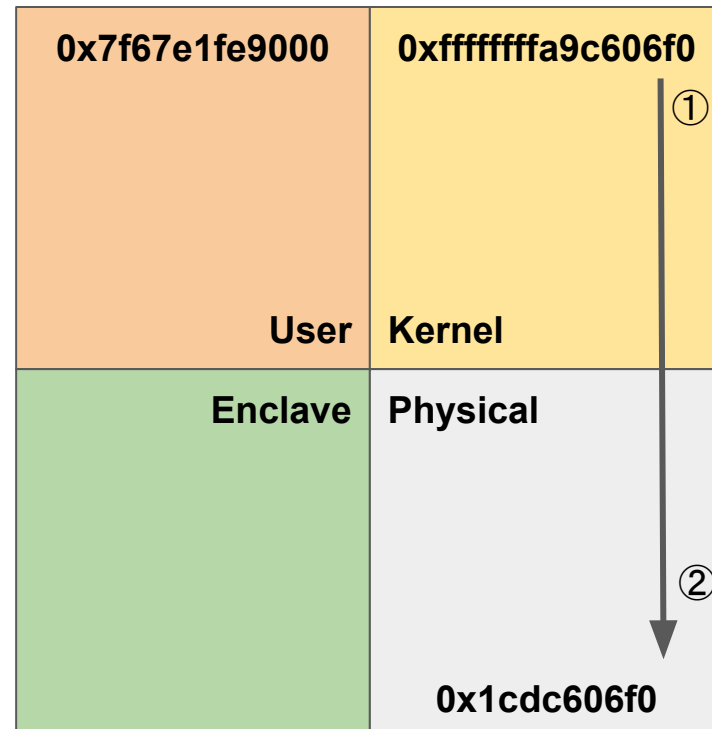 0x7f67e1fe9000 0xffffffffa9c606f0
①
User Kernel
Enclave Physical
②
0x1cdc606f0